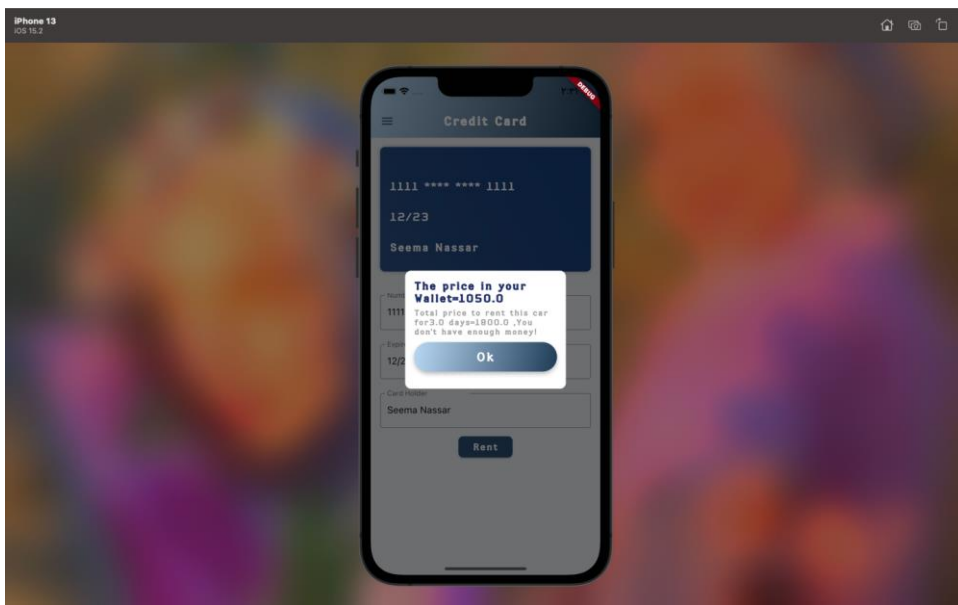 iPhone 13
iOS 15.2
DEBUG
Credit Card
1111 **** **** 1111
12/23
Seema Nassar
The price in your
Wallet=1050.0
Total price to rent this car
for3.0 days=1800.0 ,You
don't have enough money!
Ok
1111
12/2
Card Holder
Seema Nassar
Rent